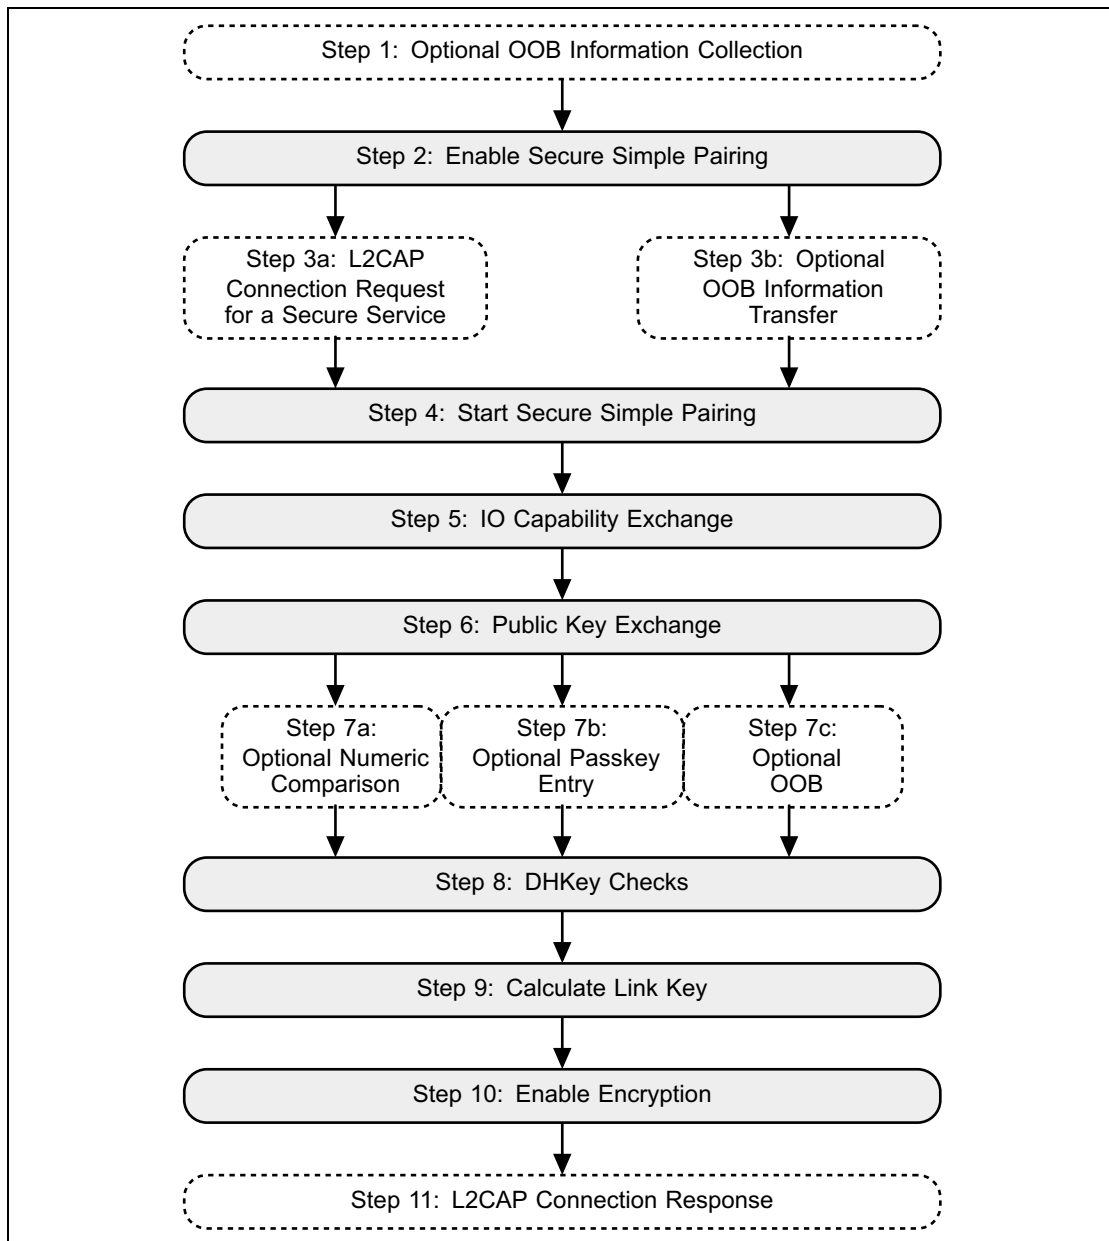 Step 1: Optional OOB Information Collection
Step 2: Enable Secure Simple Pairing
Step 3a: L2CAP
Connection Request
for a Secure Service
Step 3b: Optional
OOB Information
Transfer
Step 4: Start Secure Simple Pairing
Step 5: IO Capability Exchange
Step 6: Public Key Exchange
Step 7a:
Optional Numeric
Comparison
Step 7b:
Optional Passkey
Entry
Step 7c:
Optional
OOB
Step 8: DHKey Checks
Step 9: Calculate Link Key
Step 10: Enable Encryption
Step 11: L2CAP Connection Response